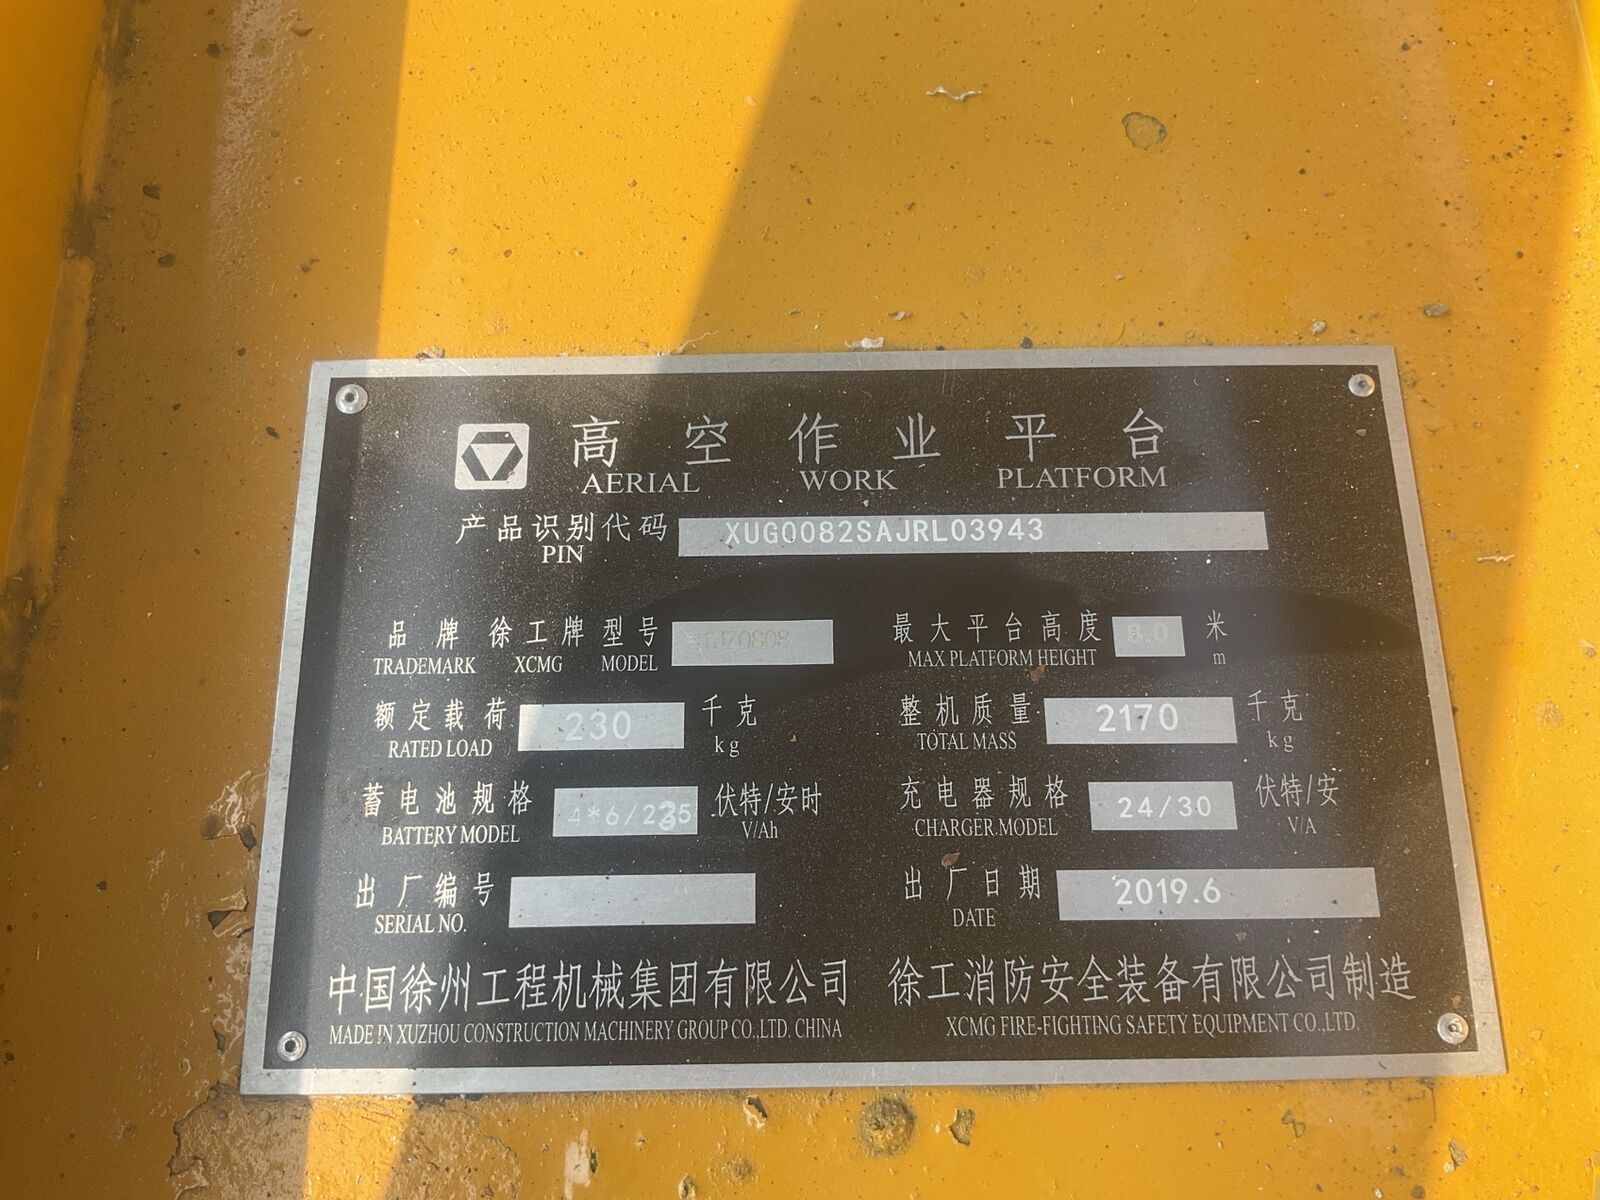 高空作业平台
AERIAL WORK PLATFORM
产品识别代码 XUG0082SAJRL03943
PIN
品牌 徐工牌 型号 最大平台高度 8.0 米
TRADEMARK XCMG MODEL MAX PLATFORM HEIGHT m
额定载荷 230 千克 整机质量 2170 千克
RATED LOAD kg TOTAL MASS kg
蓄电池规格 伏特/安时 充电器规格 24/30 伏特/安
BATTERY MODEL V/Ah CHARGER MODEL V/A
出厂编号 出厂日期 2019.6
SERIAL NO. DATE
中国徐州工程机械集团有限公司 徐工消防安全装备有限公司制造
MADE IN XUZHOU CONSTRUCTION MACHINERY GROUP CO.,LTD. CHINA XCMG FIRE-FIGHTING SAFETY EQUIPMENT CO.,LTD.